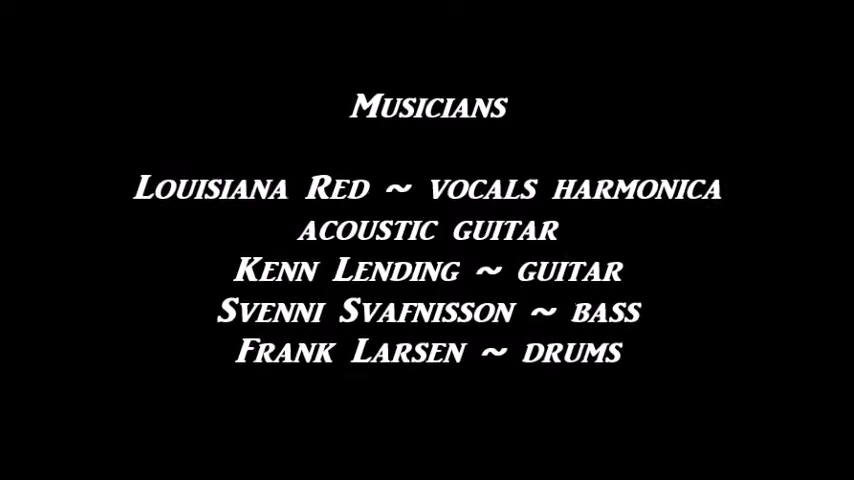 Musicians
Louisiana Red ~ vocals harmonica
acoustic guitar
Kenn Lending ~ guitar
Svenni Svafnisson ~ bass
Frank Larsen ~ drums